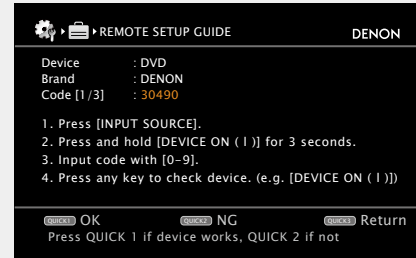 REMOTE SETUP GUIDE DENON
Device : DVD
Brand : DENON
Code [1/3] : 30490
1. Press [INPUT SOURCE].
2. Press and hold [DEVICE ON ( I )] for 3 seconds.
3. Input code with [0–9].
4. Press any key to check device. (e.g. [DEVICE ON ( I )])
QUICK1 OK QUICK2 NG QUICK3 Return
Press QUICK 1 if device works, QUICK 2 if not